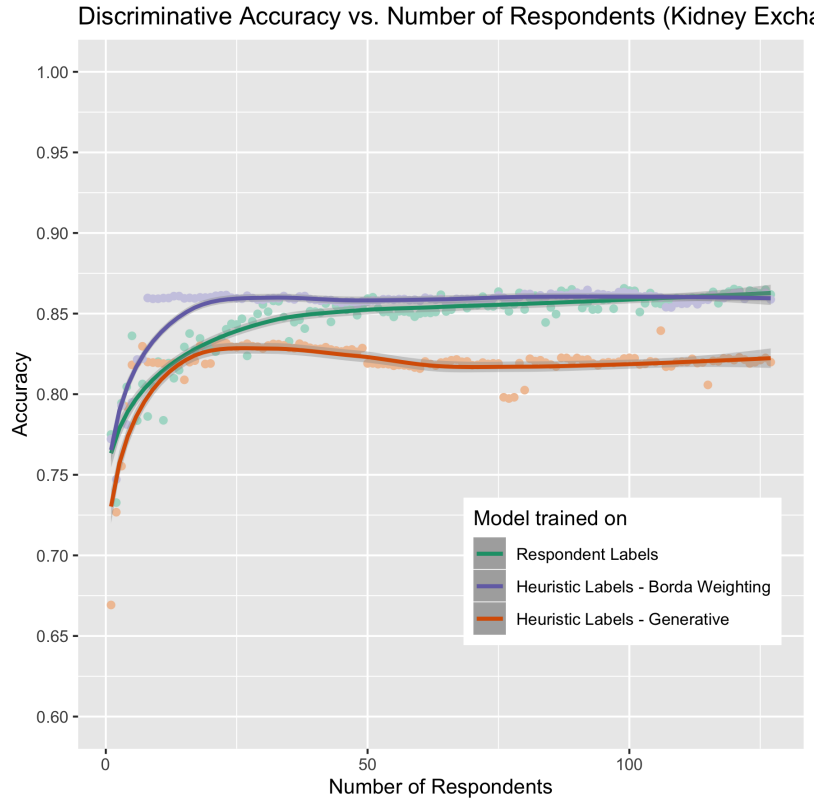 Discriminative Accuracy vs. Number of Respondents (Kidney Excha
1.00
0.95
0.90
0.85
0.80
0.75
0.70
0.65
0.60
Accuracy
Model trained on
Respondent Labels
Heuristic Labels - Borda Weighting
Heuristic Labels - Generative
0 50 100
Number of Respondents